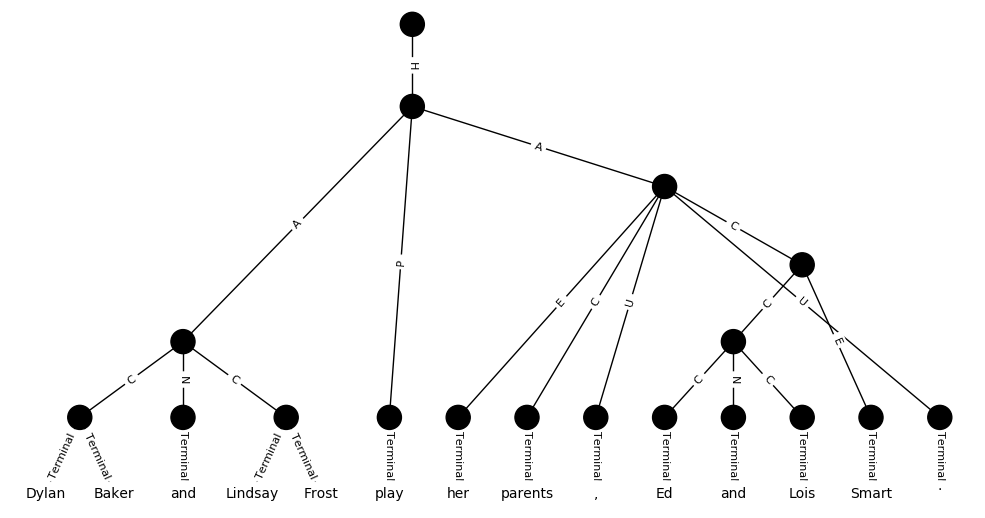 H
A
A
P
C
E
C
U
C
U
E
C
N
C
C
N
C
Terminal Terminal Terminal Terminal Terminal Terminal Terminal Terminal Terminal Terminal Terminal Terminal Terminal Terminal
Dylan Baker and Lindsay Frost play her parents , Ed and Lois Smart .